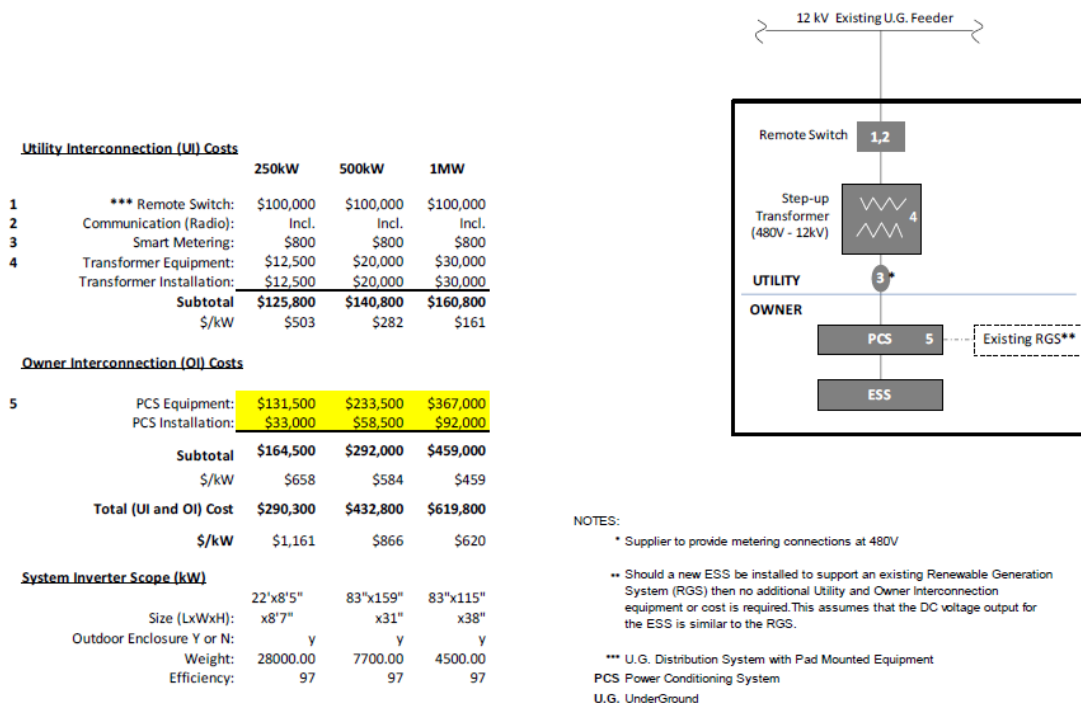 Utility Interconnection (UI) Costs
250kW 500kW 1MW
1 *** Remote Switch: $100,000 $100,000 $100,000
2 Communication (Radio): Incl. Incl. Incl.
3 Smart Metering: $800 $800 $800
4 Transformer Equipment: $12,500 $20,000 $30,000
Transformer Installation: $12,500 $20,000 $30,000
Subtotal $125,800 $140,800 $160,800
$/kW $503 $282 $161
Owner Interconnection (OI) Costs
5 PCS Equipment: $131,500 $233,500 $367,000
PCS Installation: $33,000 $58,500 $92,000
Subtotal $164,500 $292,000 $459,000
$/kW $658 $584 $459
Total (UI and OI) Cost $290,300 $432,800 $619,800
$/kW $1,161 $866 $620
System Inverter Scope (kW)
22'x8'5" 83"x159" 83"x115"
Size (LxWxH): x8'7" x31" x38"
Outdoor Enclosure Y or N: y y y
Weight: 28000.00 7700.00 4500.00
Efficiency: 97 97 97
12 kV Existing U.G. Feeder
Remote Switch 1,2
Step-up
Transformer 4
(480V - 12kV)
UTILITY 3*
OWNER
PCS 5 Existing RGS**
ESS
NOTES:
* Supplier to provide metering connections at 480V
** Should a new ESS be installed to support an existing Renewable Generation
System (RGS) then no additional Utility and Owner Interconnection
equipment or cost is required.This assumes that the DC voltage output for
the ESS is similar to the RGS.
*** U.G. Distribution System with Pad Mounted Equipment
PCS Power Conditioning System
U.G. UnderGround